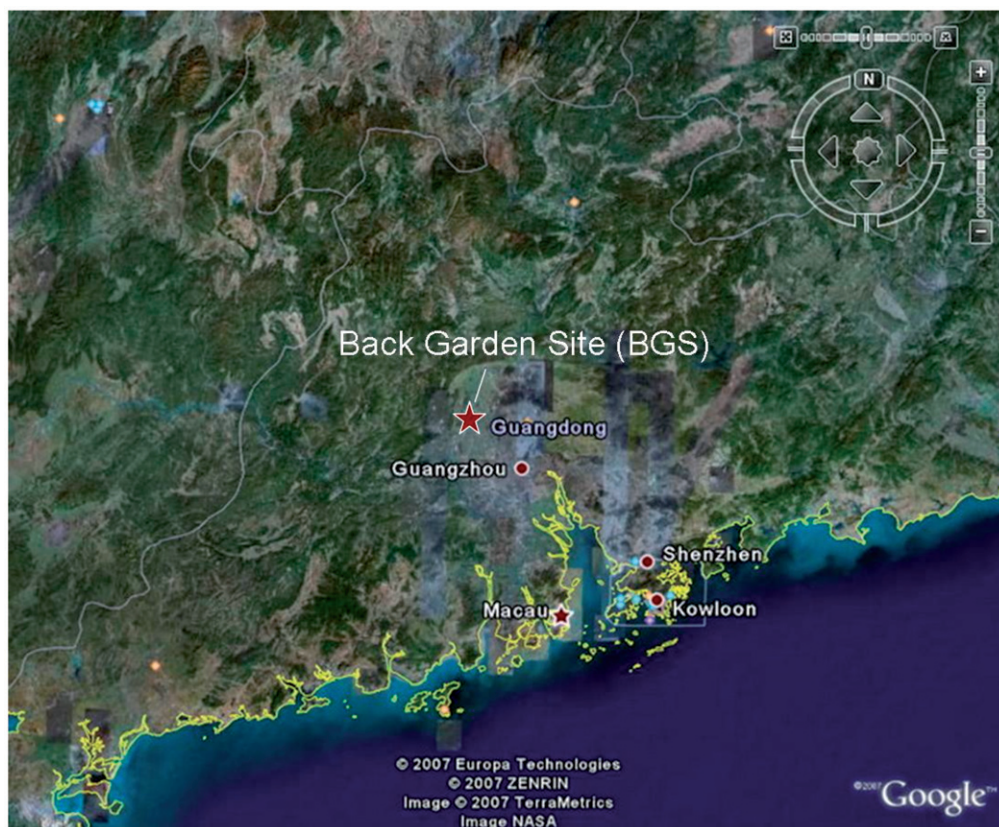 N
Back Garden Site (BGS)
Guangdong
Guangzhou
Shenzhen
Macau
Kowloon
© 2007 Europa Technologies
© 2007 ZENRIN
Image © 2007 TerraMetrics
Image NASA
©2007 Google™